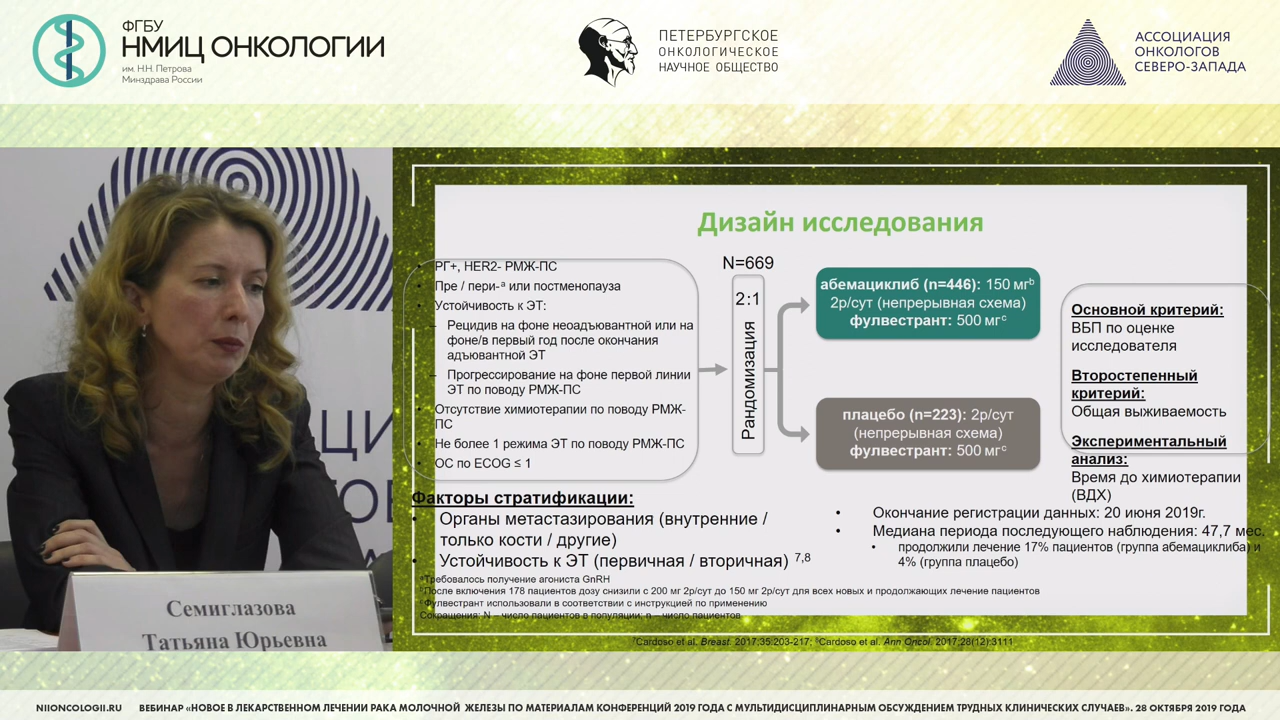 ФГБУ
НМИЦ ОНКОЛОГИИ
им. Н.Н. Петрова
Минздрава России
ПЕТЕРБУРГСКОЕ
ОНКОЛОГИЧЕСКОЕ
НАУЧНОЕ ОБЩЕСТВО
АССОЦИАЦИЯ
ОНКОЛОГОВ
СЕВЕРО-ЗАПАДА
Семиглазова
Татьяна Юрьевна
Дизайн исследования
• РГ+, HER2- РМЖ-ПС
• Пре / пери-ª или постменопауза
• Устойчивость к ЭТ:
– Рецидив на фоне неоадъювантной или на
фоне/в первый год после окончания
адъювантной ЭТ
– Прогрессирование на фоне первой линии
ЭТ по поводу РМЖ-ПС
• Отсутствие химиотерапии по поводу РМЖ-
ПС
• Не более 1 режима ЭТ по поводу РМЖ-ПС
• ОС по ECOG ≤ 1
N=669
2:1
Рандомизация
абемациклиб (n=446): 150 мгᵇ
2р/сут (непрерывная схема)
фулвестрант: 500 мгᶜ
плацебо (n=223): 2р/сут
(непрерывная схема)
фулвестрант: 500 мгᶜ
Основной критерий:
ВБП по оценке
исследователя
Второстепенный
критерий:
Общая выживаемость
Экспериментальный
анализ:
Время до химиотерапии
(ВДХ)
Факторы стратификации:
• Органы метастазирования (внутренние /
только кости / другие)
• Устойчивость к ЭТ (первичная / вторичная) ⁷,⁸
• Окончание регистрации данных: 20 июня 2019г.
• Медиана периода последующего наблюдения: 47,7 мес.
• продолжили лечение 17% пациентов (группа абемациклиба) и
4% (группа плацебо)
ªТребовалось получение агониста GnRH
ᵇПосле включения 178 пациентов дозу снизили с 200 мг 2р/сут до 150 мг 2р/сут для всех новых и продолжающих лечение пациентов
ᶜФулвестрант использовали в соответствии с инструкцией по применению
Сокращения: N – число пациентов в популяции; n – число пациентов
⁷Cardoso et al. Breast. 2017;35:203-217; ⁸Cardoso et al. Ann Oncol. 2017;28(12):3111
NIIONCOLOGII.RU ВЕБИНАР «НОВОЕ В ЛЕКАРСТВЕННОМ ЛЕЧЕНИИ РАКА МОЛОЧНОЙ ЖЕЛЕЗЫ ПО МАТЕРИАЛАМ КОНФЕРЕНЦИЙ 2019 ГОДА С МУЛЬТИДИСЦИПЛИНАРНЫМ ОБСУЖДЕНИЕМ ТРУДНЫХ КЛИНИЧЕСКИХ СЛУЧАЕВ». 28 ОКТЯБРЯ 2019 ГОДА